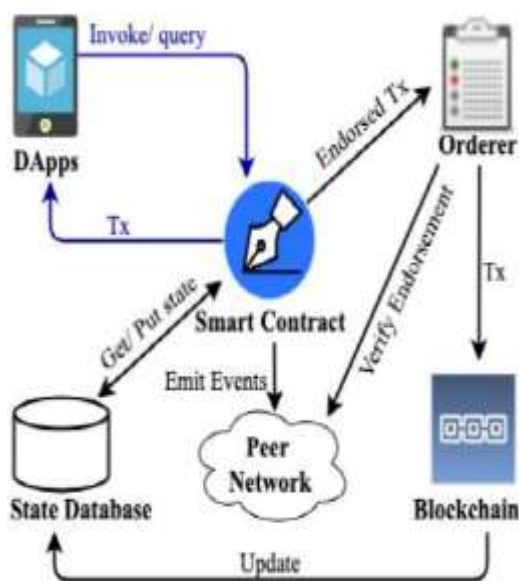 Invoke/ query
DApps
Endorsed Tx
Orderer
Tx
Tx
Get/ Put state
Smart Contract
Verify Endorsement
Emit Events
Peer
Network
State Database
Blockchain
Update